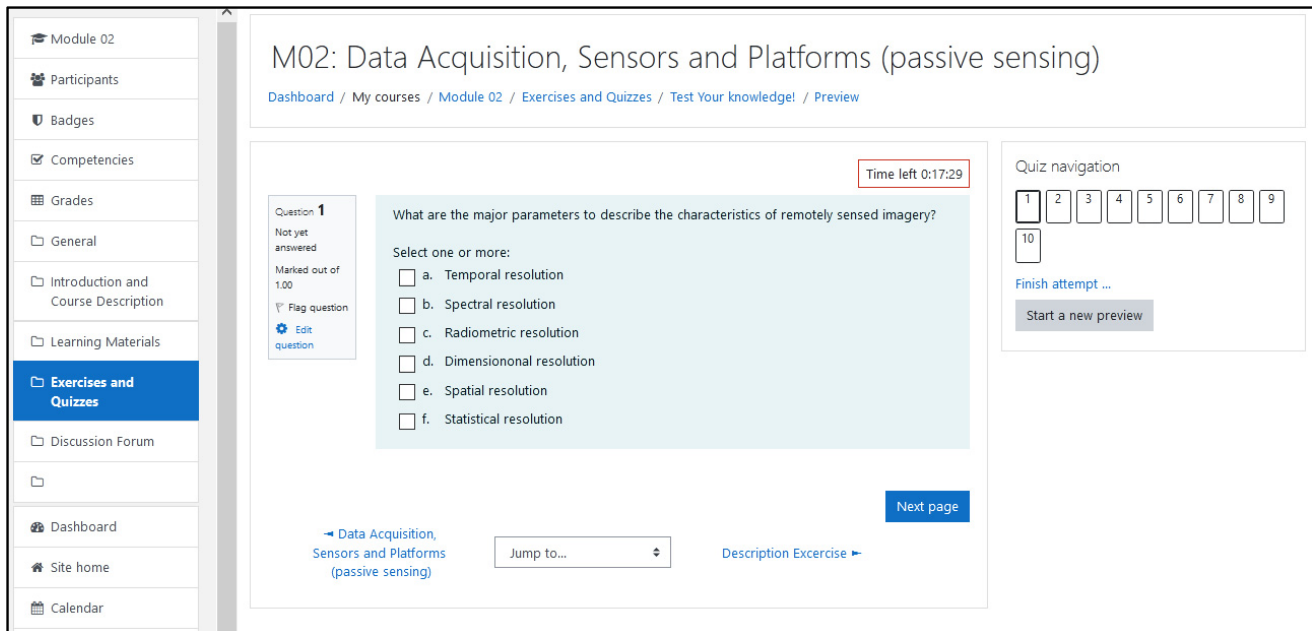 Module 02
Participants
Badges
Competencies
Grades
General
Introduction and
Course Description
Learning Materials
Exercises and
Quizzes
Discussion Forum
Dashboard
Site home
Calendar
M02: Data Acquisition, Sensors and Platforms (passive sensing)
Dashboard / My courses / Module 02 / Exercises and Quizzes / Test Your knowledge! / Preview
Time left 0:17:29
Question 1
Not yet
answered
Marked out of
1.00
Flag question
Edit
question
What are the major parameters to describe the characteristics of remotely sensed imagery?
Select one or more:
a. Temporal resolution
b. Spectral resolution
c. Radiometric resolution
d. Dimensiononal resolution
e. Spatial resolution
f. Statistical resolution
Next page
◄ Data Acquisition,
Sensors and Platforms
(passive sensing)
Jump to...
Description Excercise ►
Quiz navigation
1 2 3 4 5 6 7 8 9
10
Finish attempt ...
Start a new preview